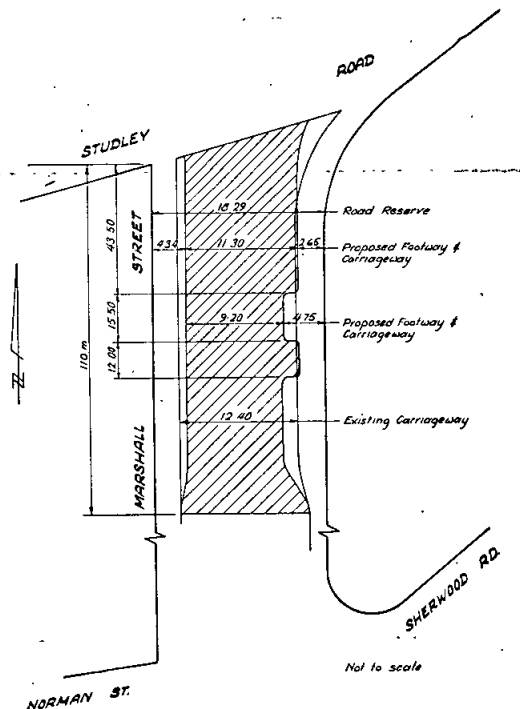 ROAD
STUDLEY
18.29
Road Reserve
43.50
STREET
4.34
11.30
2.65
Proposed Footway &
Carriageway
15.50
9.20
4.75
Proposed Footway &
Carriageway
110 m
12.00
N
12.40
Existing Carriageway
MARSHALL
SHERWOOD RD.
Not to scale
NORMAN ST.